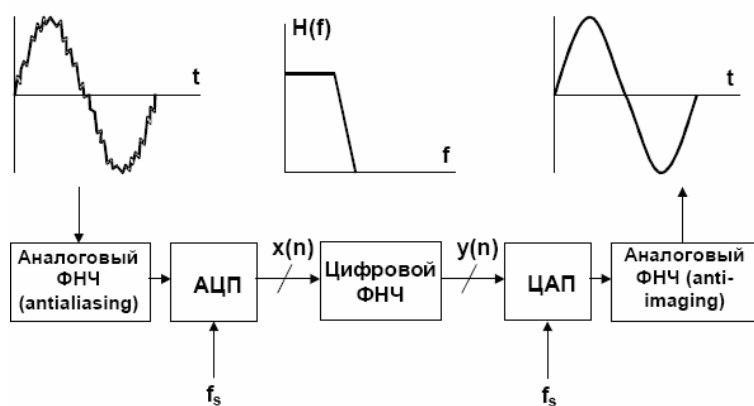 t
H(f)
f
t
Аналоговый
ФНЧ
(antialiasing)
АЦП
x(n)
Цифровой
ФНЧ
y(n)
ЦАП
Аналоговый
ФНЧ (anti-
imaging)
fs
fs